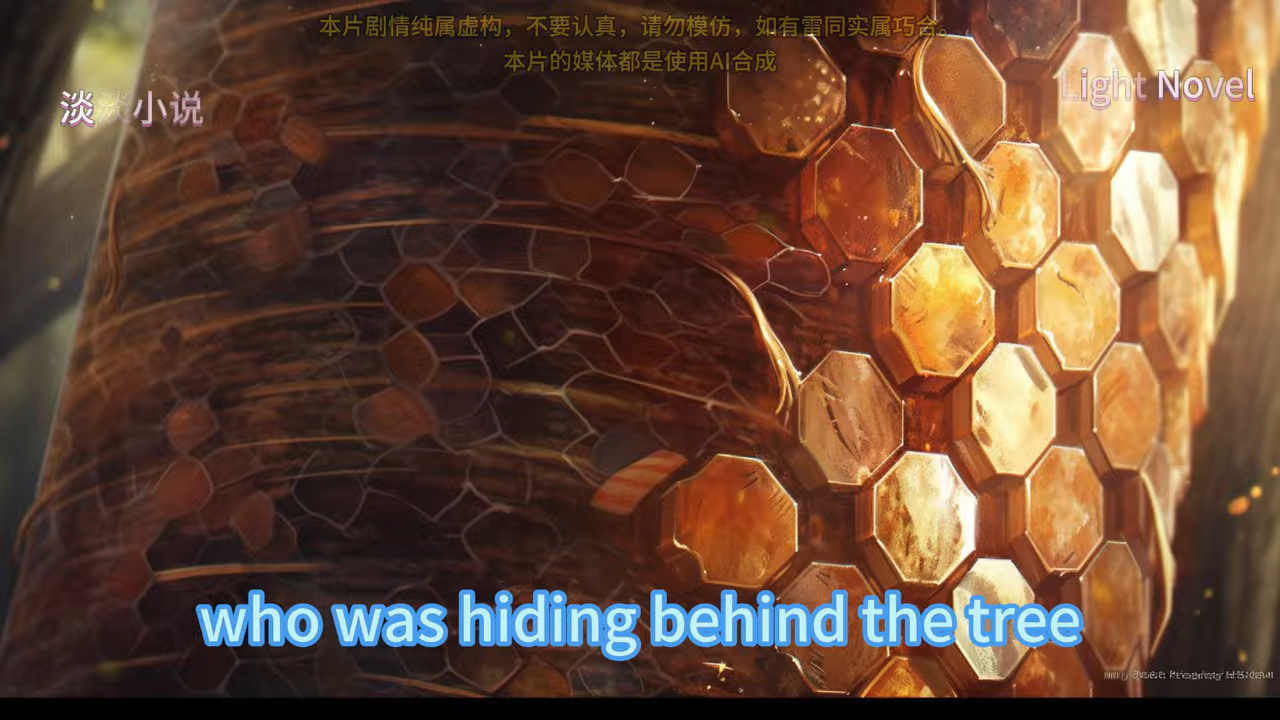 本片剧情纯属虚构，不要认真，请勿模仿，如有雷同实属巧合。
本片的媒体都是使用AI合成
淡淡小说
Light Novel
who was hiding behind the tree